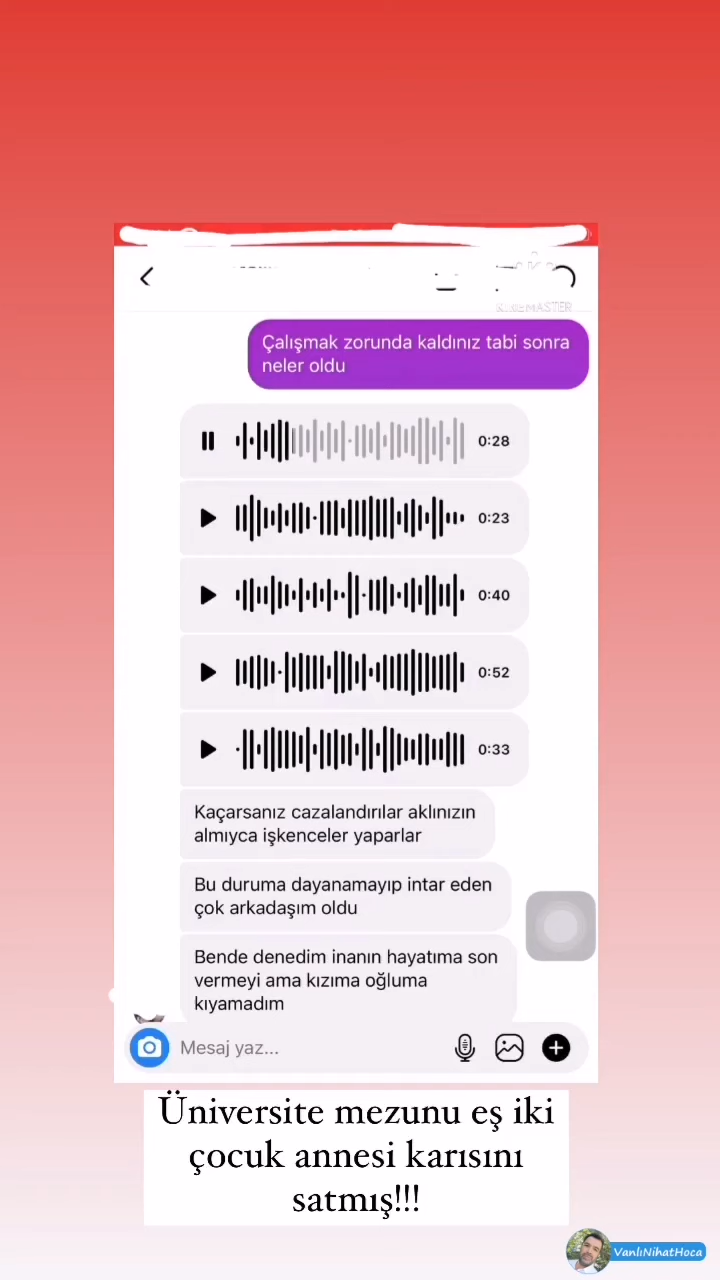 KINEMASTER
Çalışmak zorunda kaldınız tabi sonra
neler oldu
0:28
0:23
0:40
0:52
0:33
Kaçarsanız cazalandırılar aklınızın
almıyca işkenceler yaparlar
Bu duruma dayanamayıp intar eden
çok arkadaşım oldu
Bende denedim inanın hayatıma son
vermeyi ama kızıma oğluma
kıyamadım
Mesaj yaz...
Üniversite mezunu eş iki
çocuk annesi karısını
satmış!!!
VanlıNihatHoca